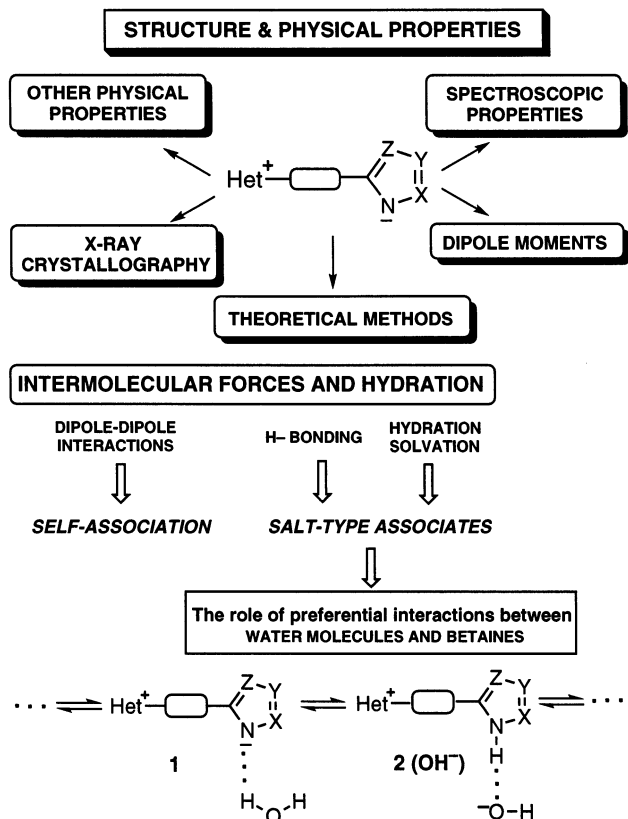 STRUCTURE & PHYSICAL PROPERTIES
OTHER PHYSICAL
PROPERTIES
SPECTROSCOPIC
PROPERTIES
Het+
Z
Y
X
N
−
X-RAY
CRYSTALLOGRAPHY
DIPOLE MOMENTS
THEORETICAL METHODS
INTERMOLECULAR FORCES AND HYDRATION
DIPOLE-DIPOLE
INTERACTIONS
H– BONDING
HYDRATION
SOLVATION
SELF-ASSOCIATION
SALT-TYPE ASSOCIATES
The role of preferential interactions between
WATER MOLECULES AND BETAINES
··· ⇌ Het+
Z
Y
X
N
−
1
H
O
H
⇌ Het+
Z
Y
X
N
H
⇌ ···
2 (OH−)
−O–H